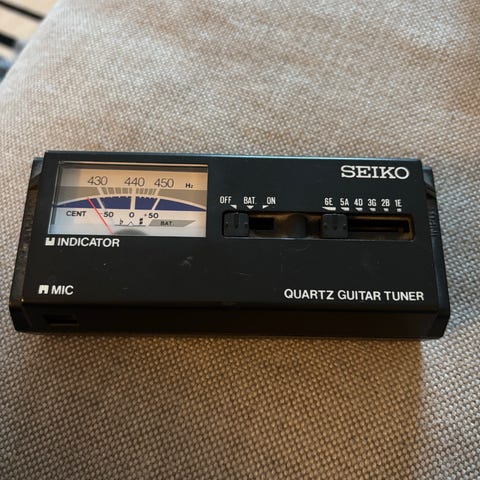 SEIKO
430 440 450 Hz
CENT -50 0 +50
♭ ♯ BAT.
OFF BAT. ON
6E 5A 4D 3G 2B 1E
INDICATOR
MIC
QUARTZ GUITAR TUNER